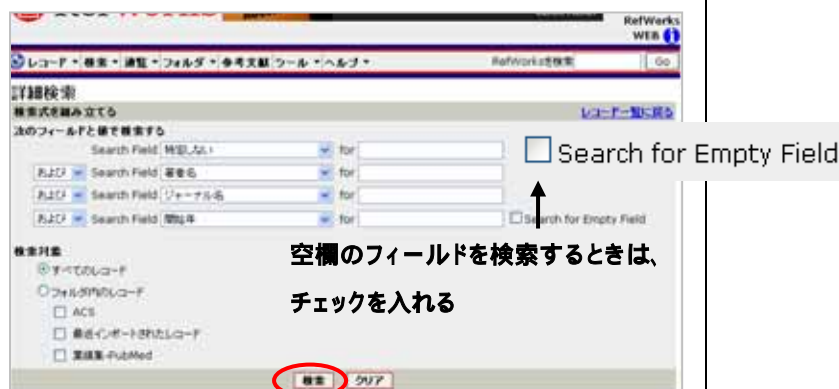 RefWorks
RefWorks
WEB
レコード 検索 通覧 フォルダ 参考文献 ツール ヘルプ RefWorksを検索 Go
詳細検索
検索式を組み立てる レコード一覧に戻る
次のフィールドと値で検索する
Search Field 特定しない for
および Search Field 著者名 for
および Search Field ジャーナル名 for
および Search Field 開始年 for Search for Empty Field
Search for Empty Field
空欄のフィールドを検索するときは、
チェックを入れる
検索対象
すべてのレコード
フォルダ内のレコード
ACS
最近インポートされたレコード
業績集-PubMed
検索 クリア